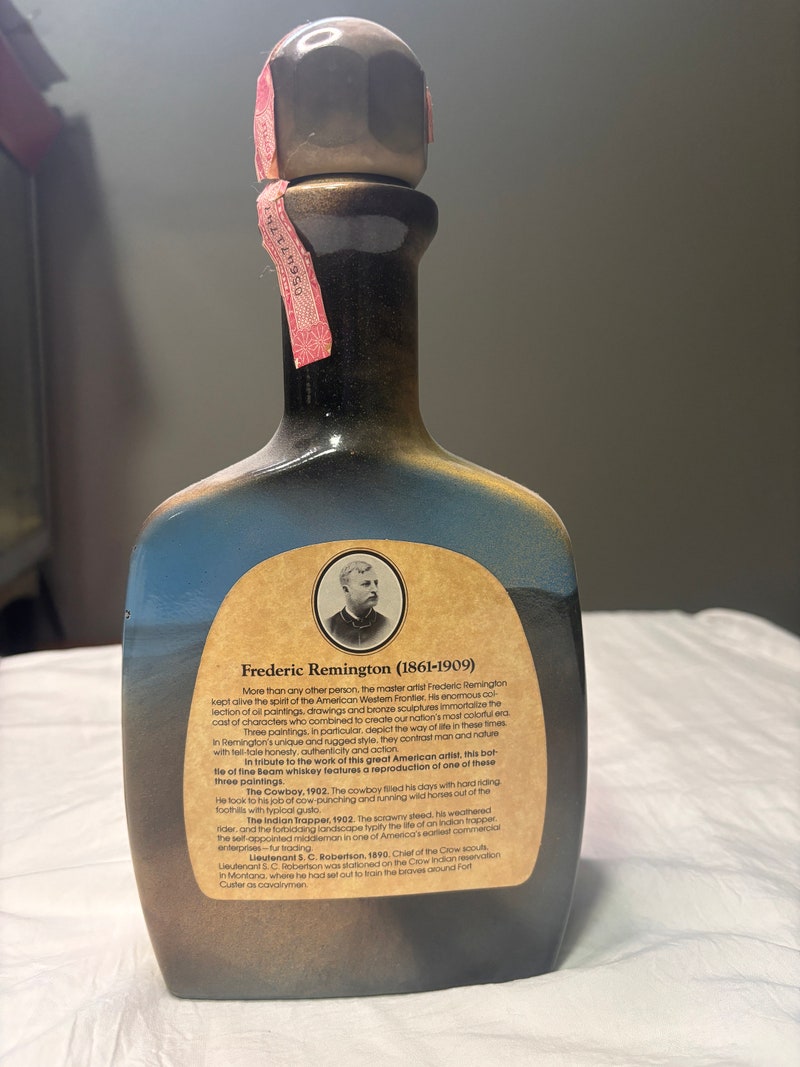 056471747
Frederic Remington (1861-1909)
More than any other person, the master artist Frederic Remington
kept alive the spirit of the American Western Frontier. His enormous col-
lection of oil paintings, drawings and bronze sculptures immortalize the
cast of characters who combined to create our nation's most colorful era.
Three paintings, in particular, depict the way of life in these times.
In Remington's unique and rugged style, they contrast man and nature
with tell-tale honesty, authenticity and action.
In tribute to the work of this great American artist, this bot-
tle of fine Beam whiskey features a reproduction of one of these
three paintings.
The Cowboy, 1902. The cowboy filled his days with hard riding.
He took to his job of cow-punching and running wild horses out of the
foothills with typical gusto.
The Indian Trapper, 1902. The scrawny steed, his weathered
rider, and the forbidding landscape typify the life of an Indian trapper,
the self-appointed middleman in one of America's earliest commercial
enterprises—fur trading.
Lieutenant S. C. Robertson, 1890. Chief of the Crow scouts,
Lieutenant S. C. Robertson was stationed on the Crow Indian reservation
in Montana, where he had set out to train the braves around Fort
Custer as cavalrymen.